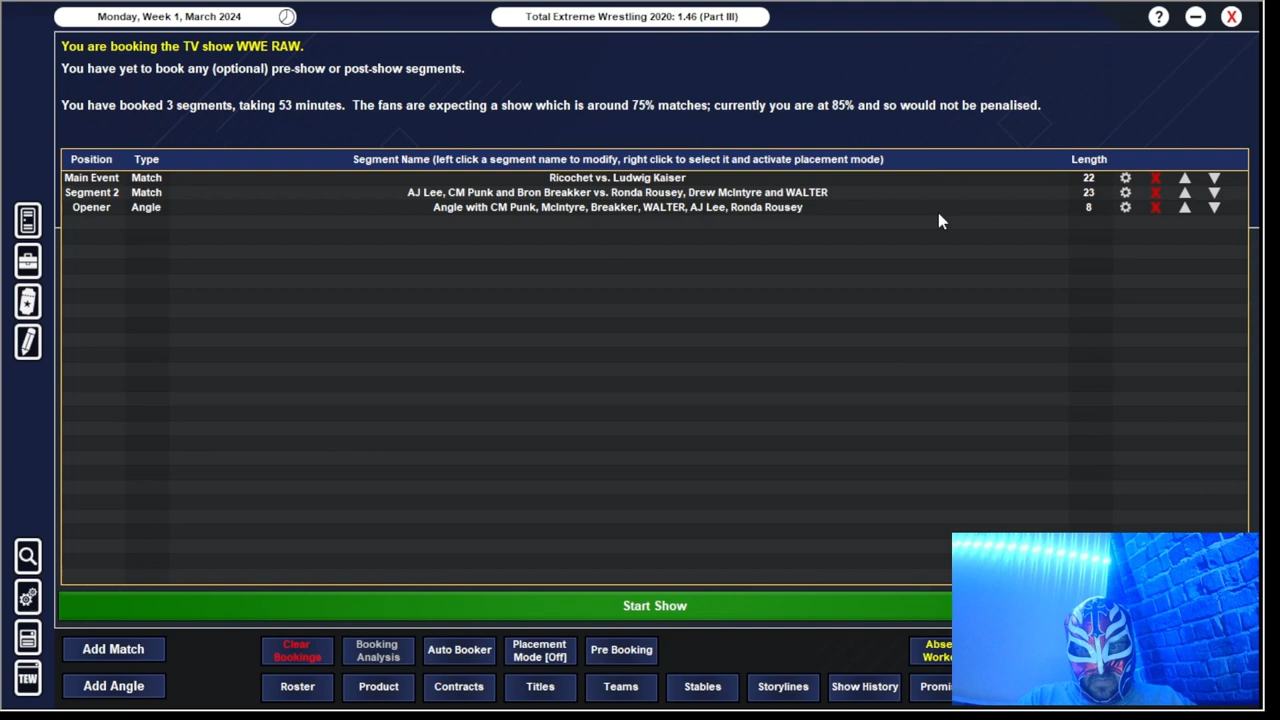 Monday, Week 1, March 2024
Total Extreme Wrestling 2020: 1.46 (Part III)
? X
You are booking the TV show WWE RAW.
You have yet to book any (optional) pre-show or post-show segments.
You have booked 3 segments, taking 53 minutes. The fans are expecting a show which is around 75% matches; currently you are at 85% and so would not be penalised.
Position Type Segment Name (left click a segment name to modify, right click to select it and activate placement mode) Length
Main Event Match Ricochet vs. Ludwig Kaiser 22 X
Segment 2 Match AJ Lee, CM Punk and Bron Breakker vs. Ronda Rousey, Drew McIntyre and WALTER 23 X
Opener Angle Angle with CM Punk, McIntyre, Breakker, WALTER, AJ Lee, Ronda Rousey 8 X
Start Show
Add Match
Clear Bookings
Booking Analysis
Auto Booker
Placement Mode [Off]
Pre Booking
Add Angle
Roster
Product
Contracts
Titles
Teams
Stables
Storylines
Show History
TEW